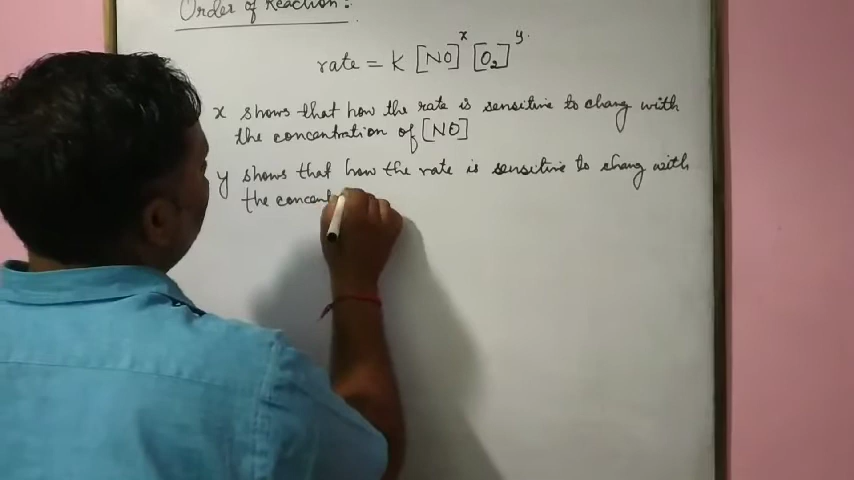 Order of Reaction :
rate = K [NO]^x [O₂]^y
x shows that how the rate is sensitive to chang with
the concentration of [NO]
y shows that how the rate is sensitive to chang with
the concent